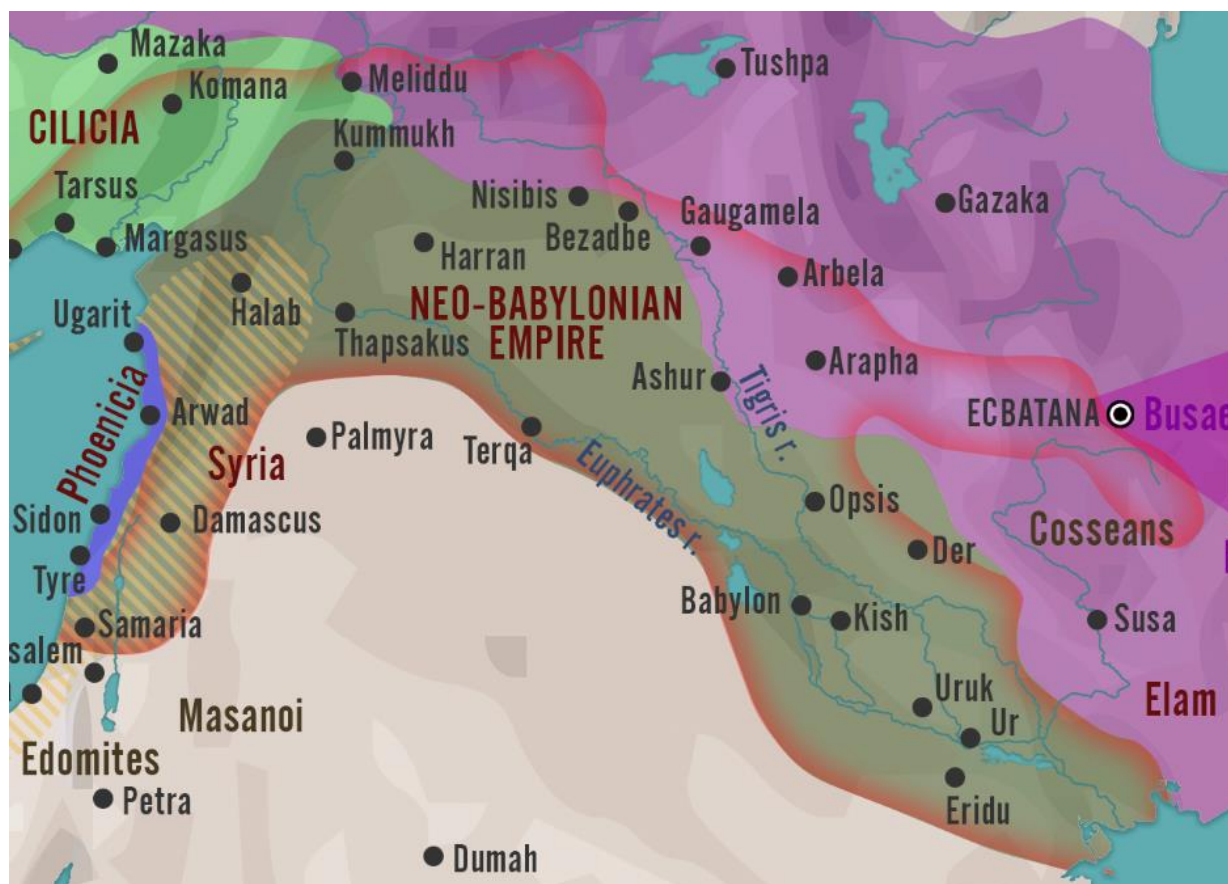 Mazaka
Tushpa
Meliddu
Komana
CILICIA
Kummukh
Tarsus
Nisibis
Gazaka
Gaugamela
Bezadbe
Margasus
Harran
Arbela
Halab
NEO-BABYLONIAN
EMPIRE
Ugarit
Thapsakus
Arapha
Ashur
Tigris r.
Phoenicia
Arwad
ECBATANA
Busac
Palmyra
Terqa
Syria
Euphrates r.
Sidon
Damascus
Opsis
Cosseans
Der
Tyre
Babylon
Kish
Susa
Samaria
salem
Uruk
Elam
Masanoi
Ur
Edomites
Petra
Eridu
Dumah